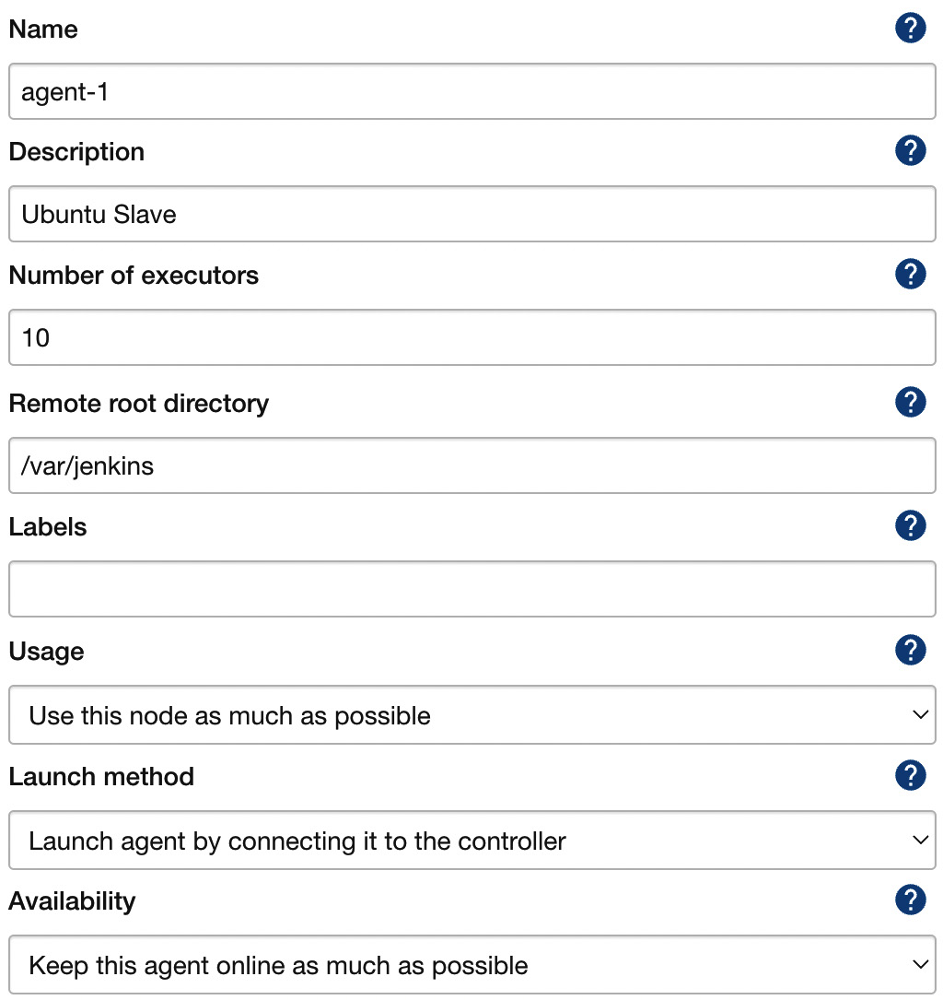 Name ?
agent-1
Description ?
Ubuntu Slave
Number of executors ?
10
Remote root directory ?
/var/jenkins
Labels ?
Usage ?
Use this node as much as possible
Launch method ?
Launch agent by connecting it to the controller
Availability ?
Keep this agent online as much as possible